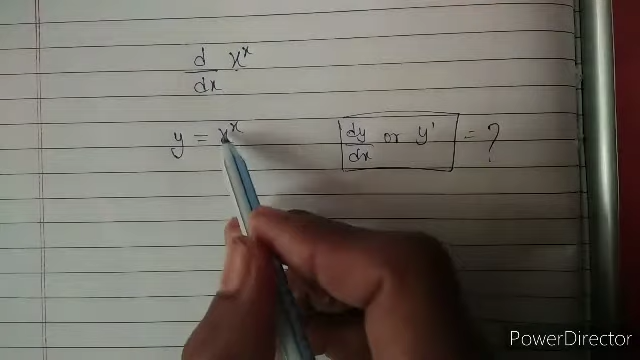 d/dx x^x
y = x^x dy/dx or y' = ?
PowerDirector